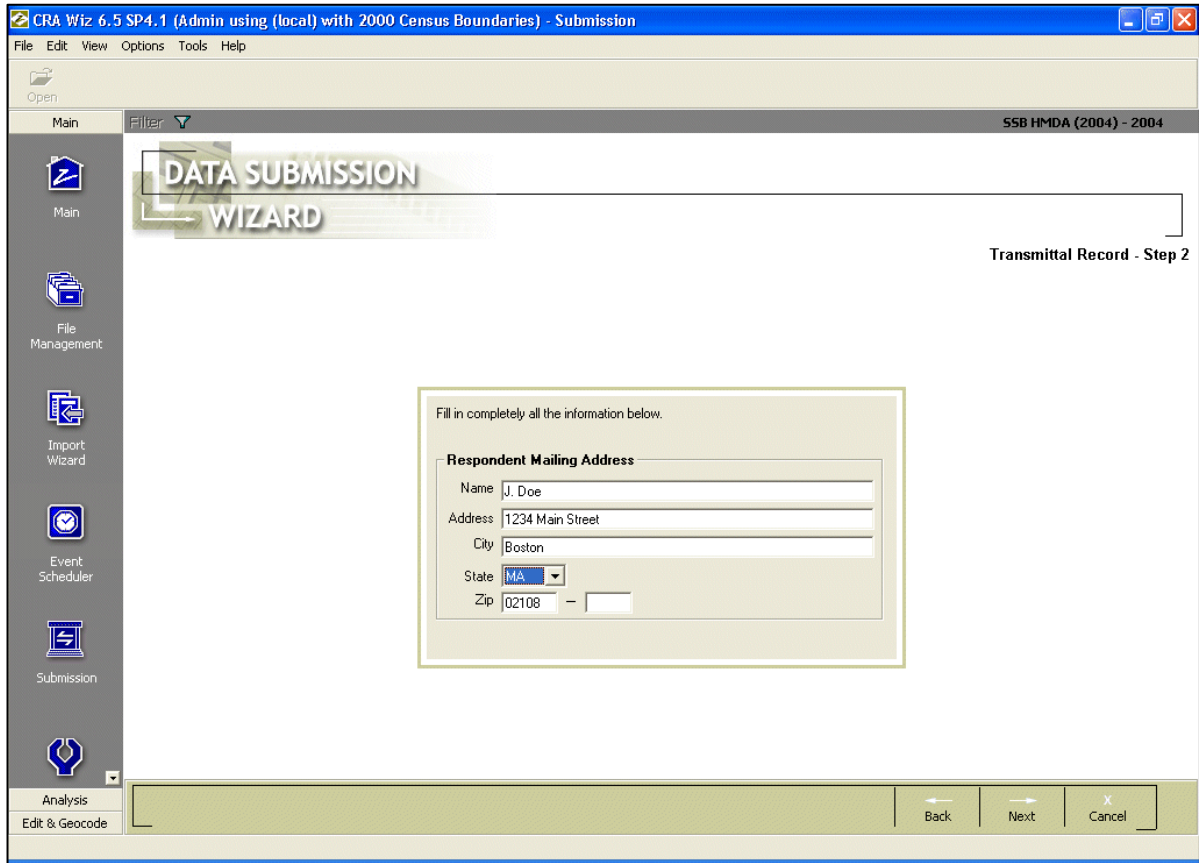 CRA Wiz 6.5 SP4.1 (Admin using (local) with 2000 Census Boundaries) - Submission
File Edit View Options Tools Help
Open
Main
Filter
SSB HMDA (2004) - 2004
DATA SUBMISSION
WIZARD
Transmittal Record - Step 2
Main
File
Management
Import
Wizard
Event
Scheduler
Submission
Analysis
Edit & Geocode
Fill in completely all the information below.
Respondent Mailing Address
Name J. Doe
Address 1234 Main Street
City Boston
State MA
Zip 02108 –
Back
Next
X
Cancel